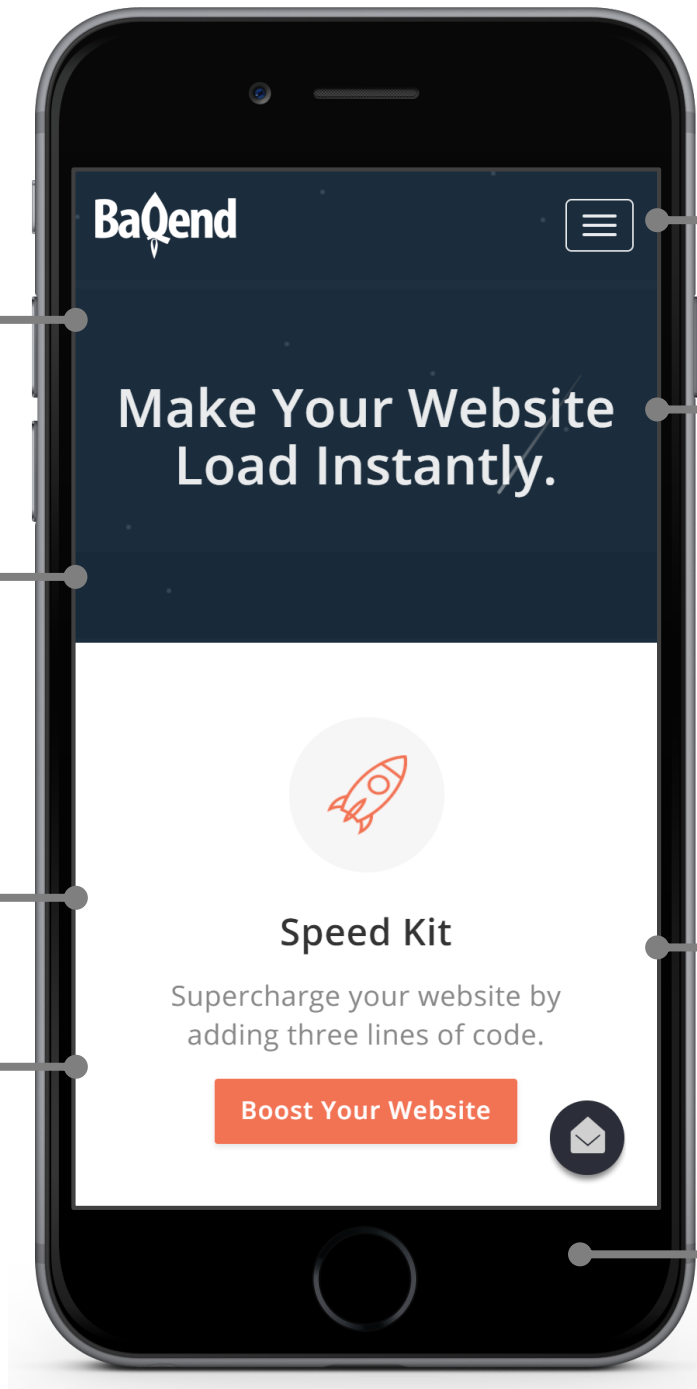 BaQend
Make Your Website
Load Instantly.
Speed Kit
Supercharge your website by
adding three lines of code.
Boost Your Website